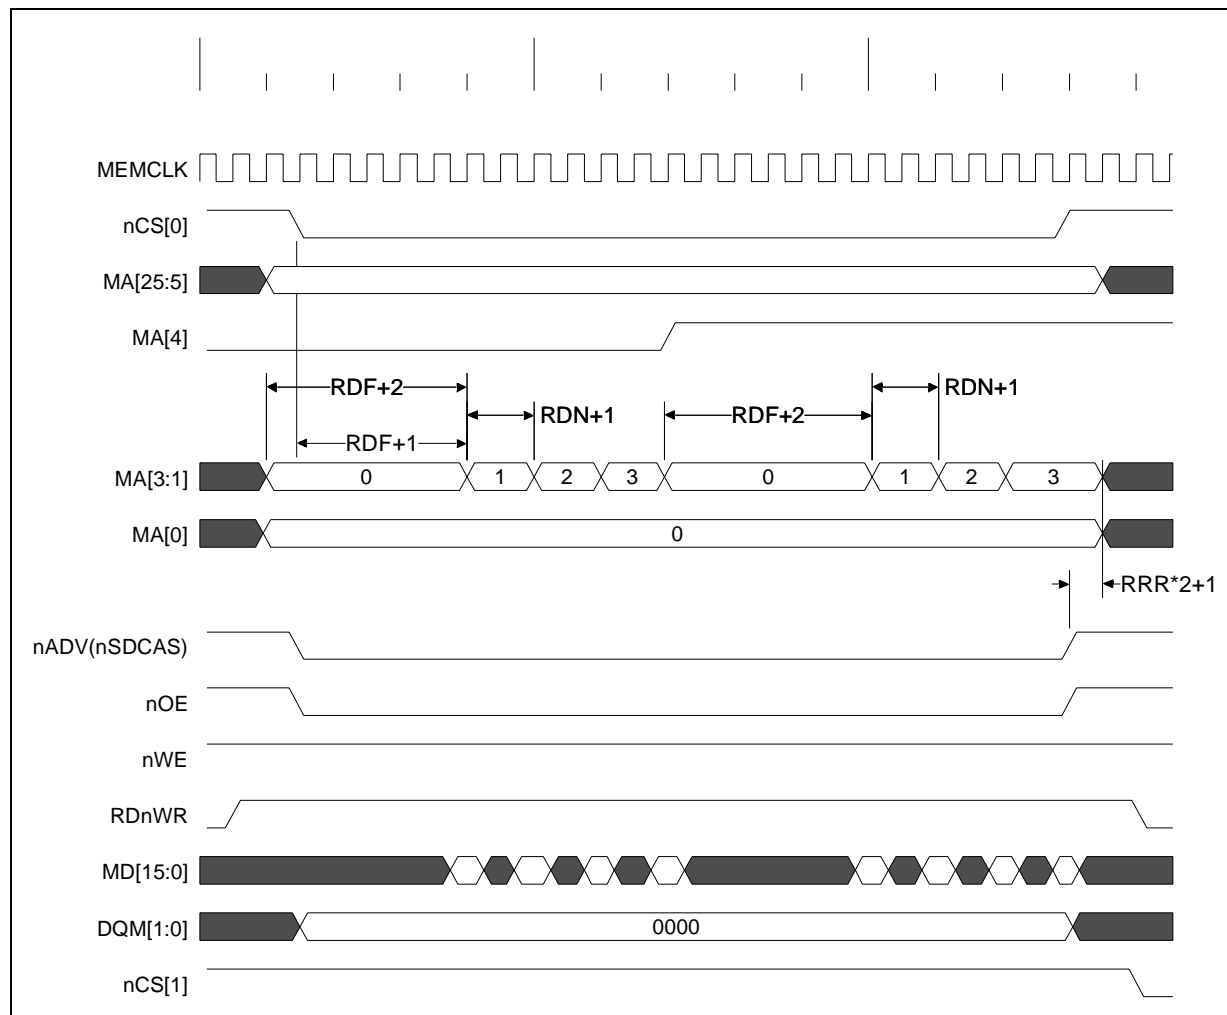 MEMCLK
nCS[0]
MA[25:5]
MA[4]
RDF+2
RDN+1
RDF+2
RDN+1
RDF+1
MA[3:1]
0
1
2
3
0
1
2
3
MA[0]
0
RRR*2+1
nADV(nSDCAS)
nOE
nWE
RDnWR
MD[15:0]
DQM[1:0]
0000
nCS[1]